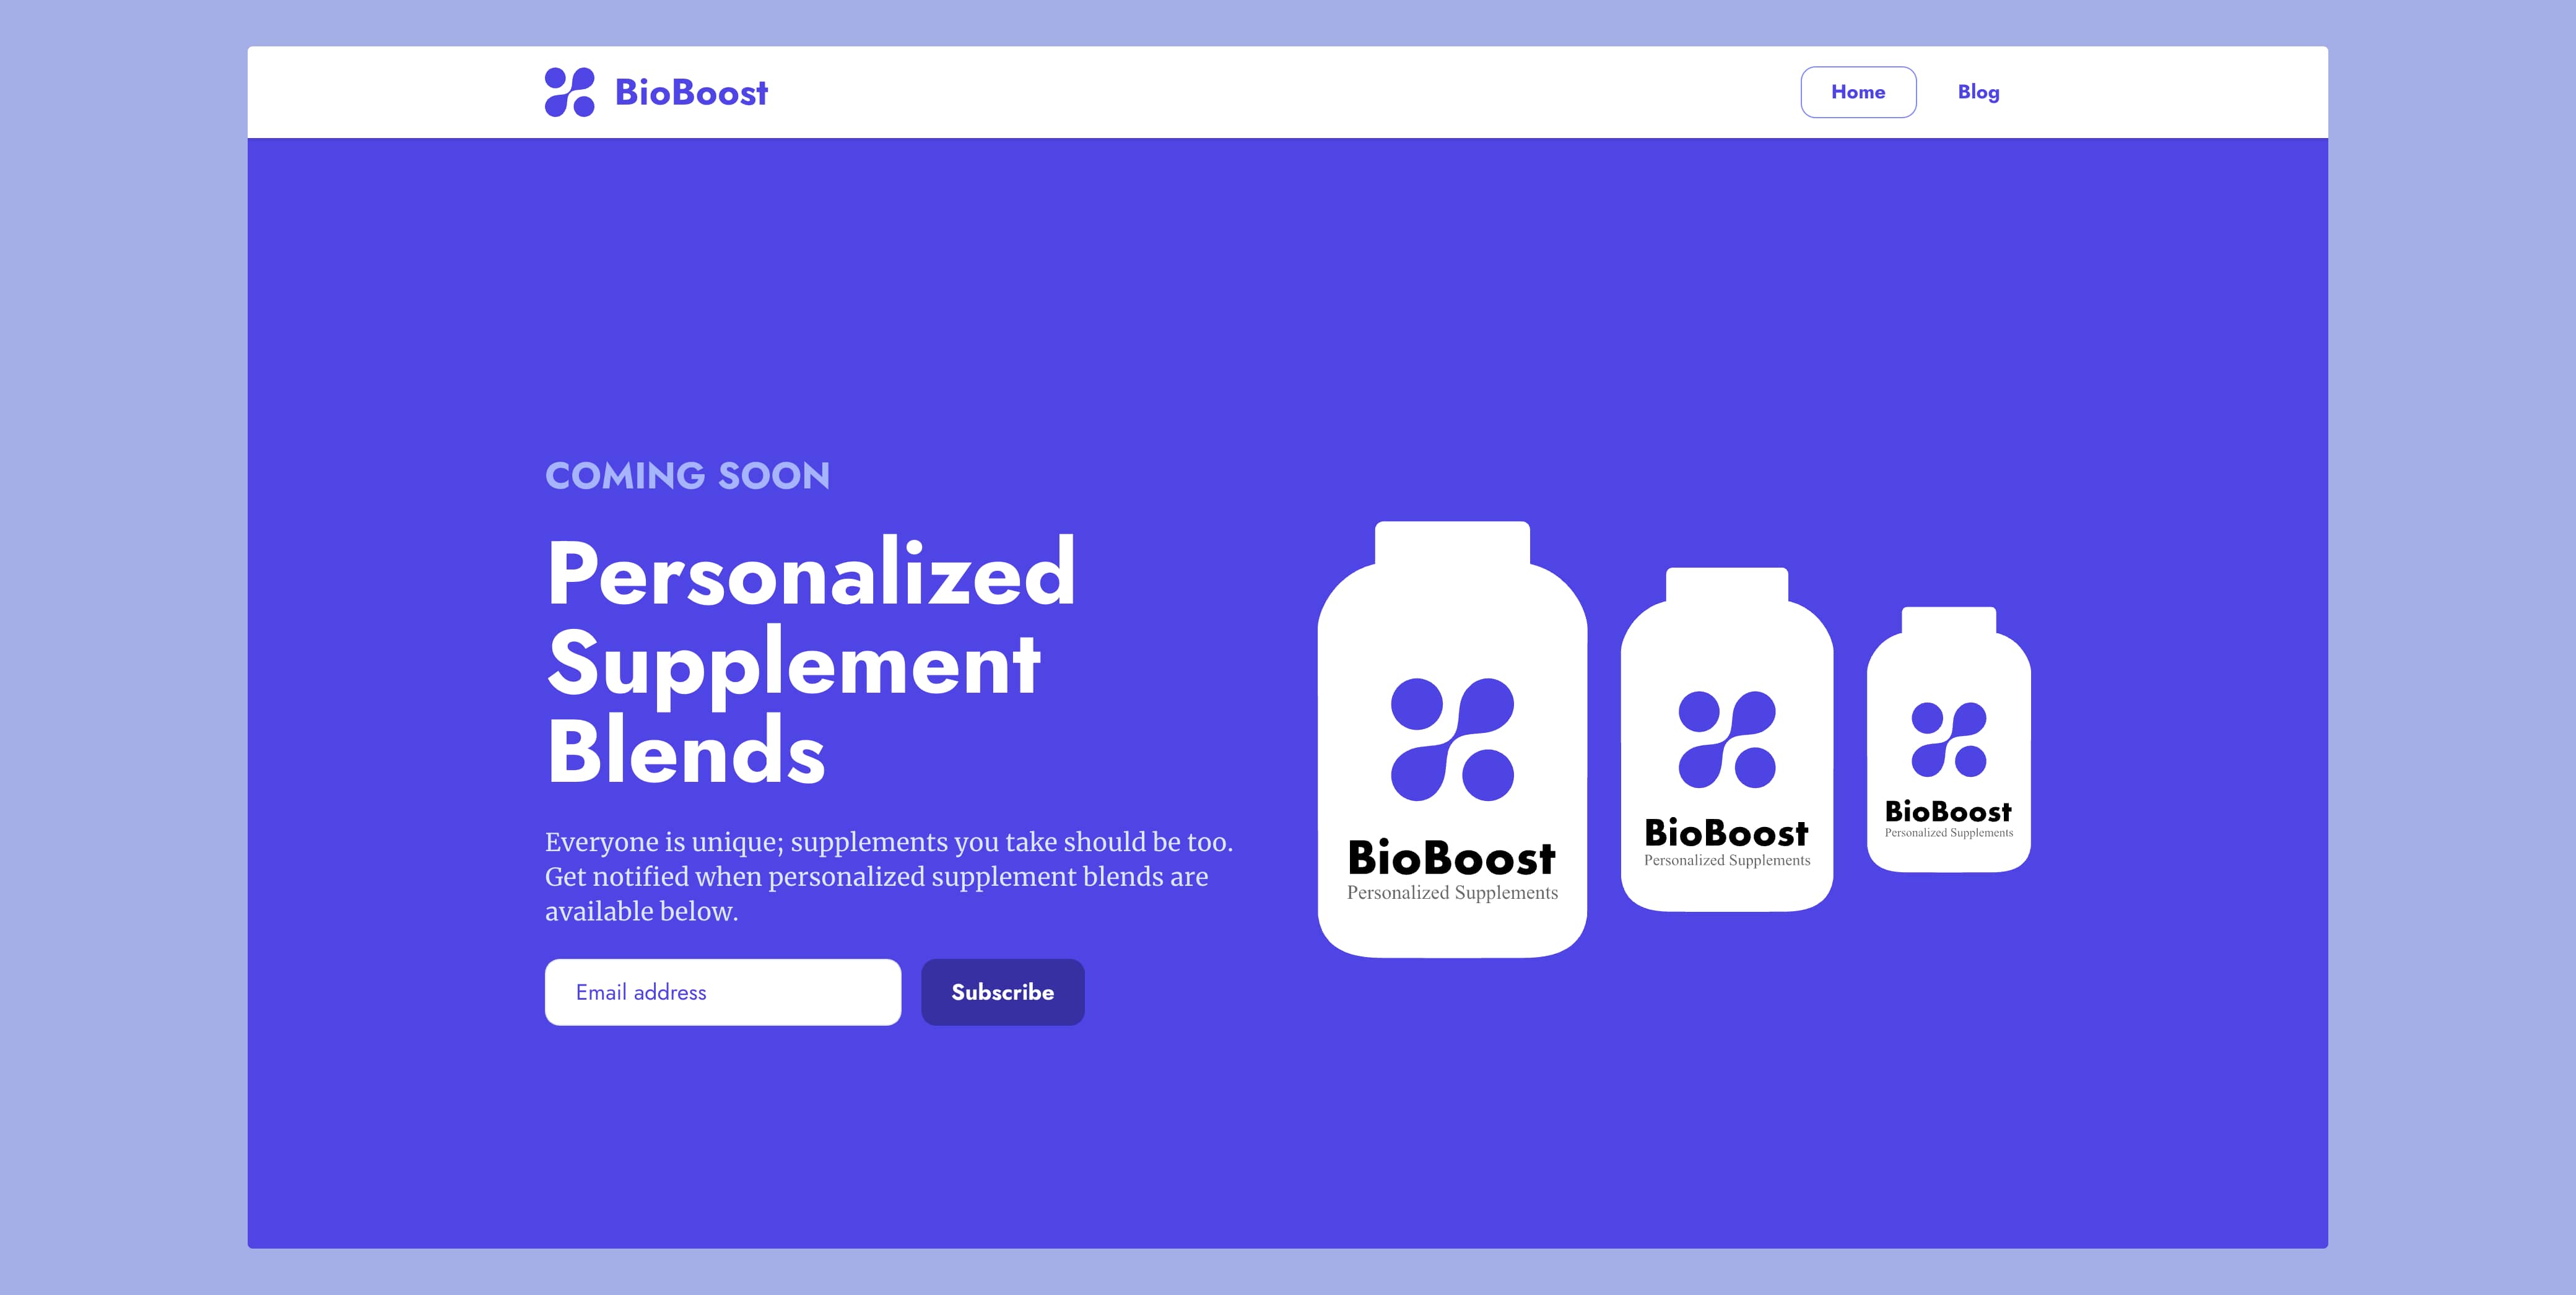 BioBoost
Home
Blog
COMING SOON
Personalized
Supplement
Blends
Everyone is unique; supplements you take should be too.
Get notified when personalized supplement blends are
available below.
Email address
Subscribe
BioBoost
Personalized Supplements
BioBoost
Personalized Supplements
BioBoost
Personalized Supplements